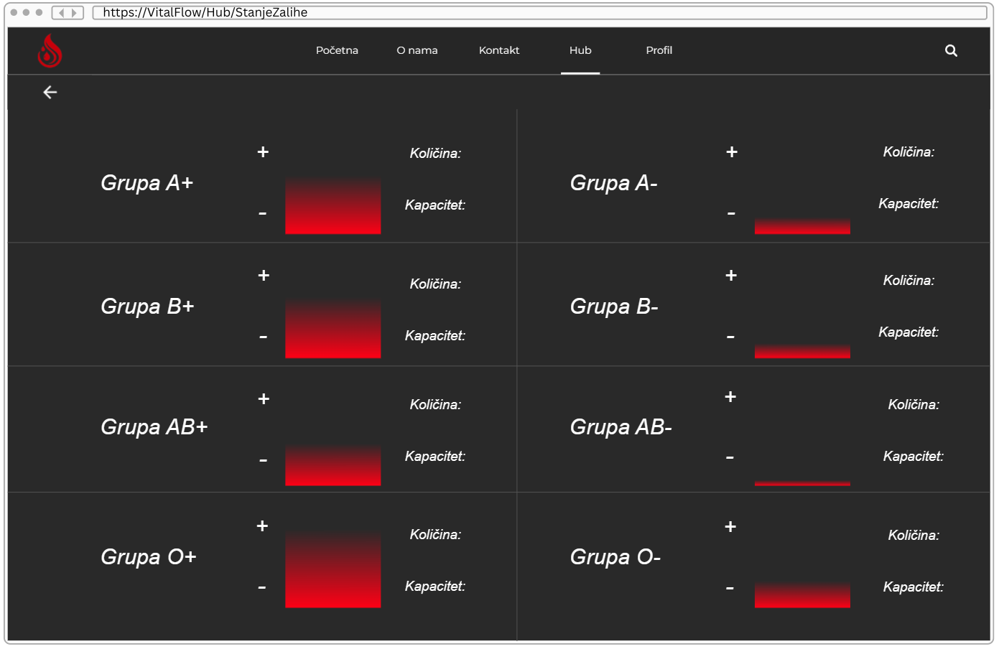 https://VitalFlow/Hub/StanjeZalihe
Početna O nama Kontakt Hub Profil
+ Količina:
Grupa A+
- Kapacitet:
+ Količina:
Grupa A-
- Kapacitet:
+ Količina:
Grupa B+
- Kapacitet:
+ Količina:
Grupa B-
- Kapacitet:
+ Količina:
Grupa AB+
- Kapacitet:
+ Količina:
Grupa AB-
- Kapacitet:
+ Količina:
Grupa O+
- Kapacitet:
+ Količina:
Grupa O-
- Kapacitet: